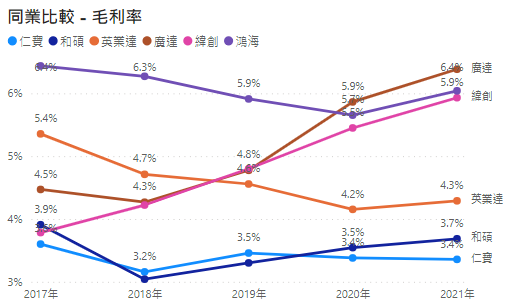 同業比較 - 毛利率
仁寶 和碩 英業達 廣達 緯創 鴻海
6.4% 6.3% 5.9% 5.9% 6.4% 廣達
5.7% 5.9% 緯創
6%
5.4%
5%
4.7% 4.8%
4.5% 4.3% 4.2% 4.3% 英業達
4%
3.9% 3.5% 3.5% 3.7% 和碩
3.2% 3.4% 3.4% 仁寶
3%
2017年 2018年 2019年 2020年 2021年